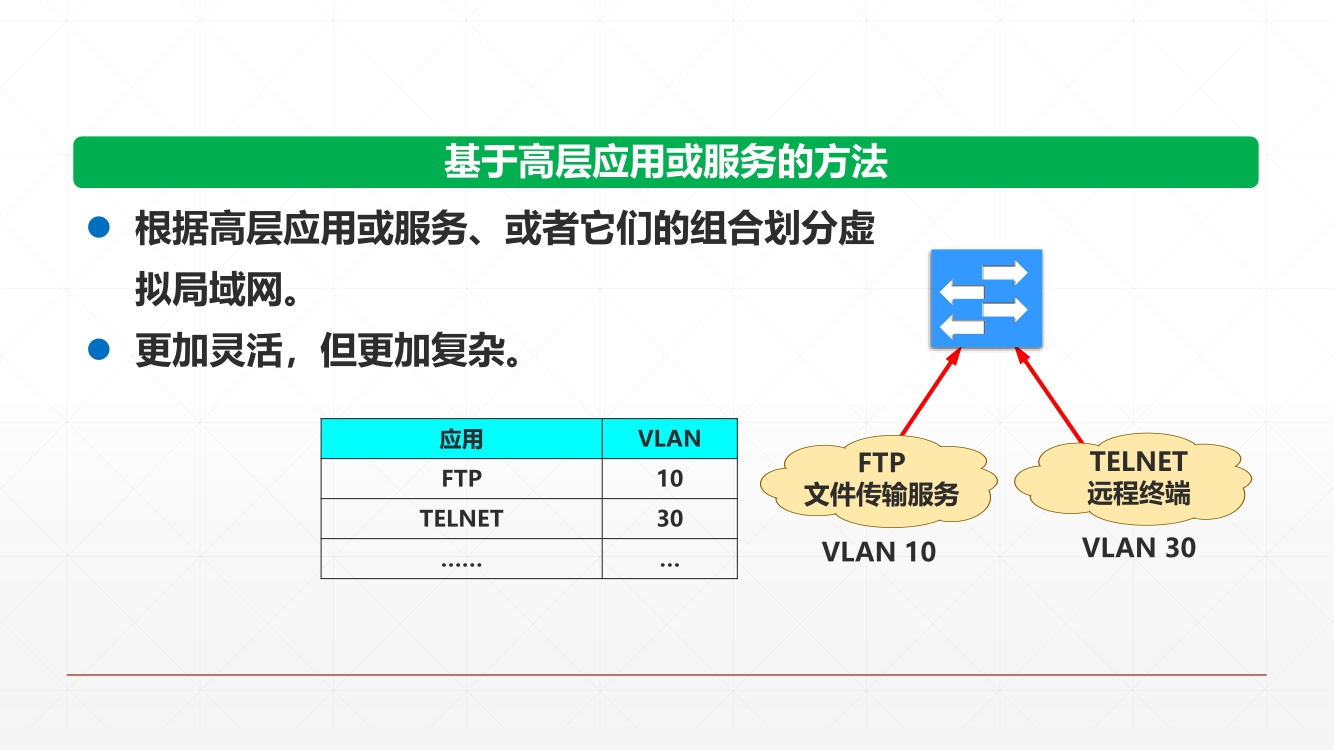 基于高层应用或服务的方法
根据高层应用或服务、或者它们的组合划分虚
拟局域网。
更加灵活，但更加复杂。
应用 VLAN
FTP 10
TELNET 30
…… …
FTP
文件传输服务
VLAN 10
TELNET
远程终端
VLAN 30